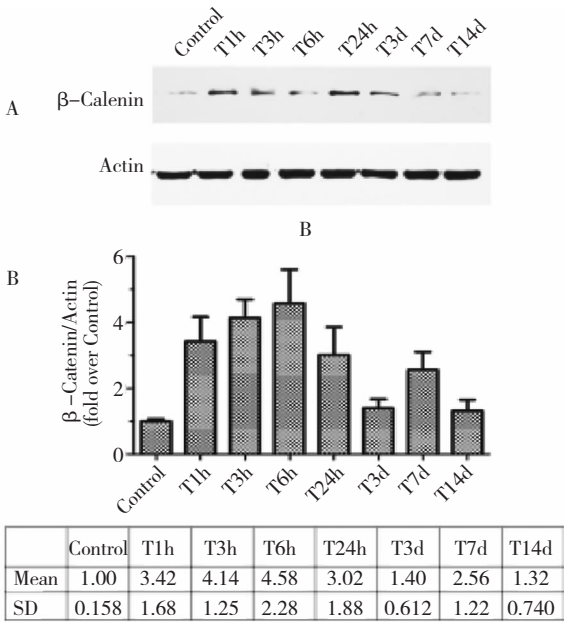 Control T1h T3h T6h T24h T3d T7d T14d
A
β-Calenin
Actin
B
B
β-Catenin/Actin
(fold over Control)
6
4
2
0
Control T1h T3h T6h T24h T3d T7d T14d
Control T1h T3h T6h T24h T3d T7d T14d
Mean 1.00 3.42 4.14 4.58 3.02 1.40 2.56 1.32
SD 0.158 1.68 1.25 2.28 1.88 0.612 1.22 0.740